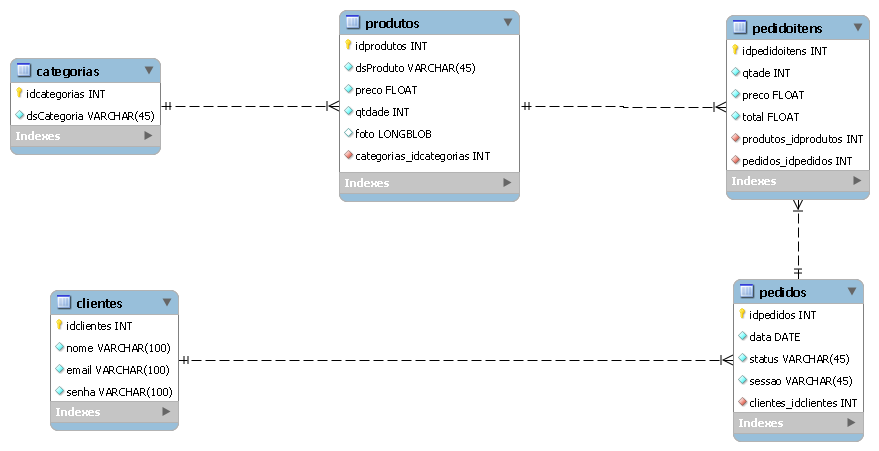 categorias
idcategorias INT
dsCategoria VARCHAR(45)
Indexes
produtos
idprodutos INT
dsProduto VARCHAR(45)
preco FLOAT
qtdade INT
foto LONGBLOB
categorias_idcategorias INT
Indexes
pedidoitens
idpedidoitens INT
qtade INT
preco FLOAT
total FLOAT
produtos_idprodutos INT
pedidos_idpedidos INT
Indexes
clientes
idclientes INT
nome VARCHAR(100)
email VARCHAR(100)
senha VARCHAR(100)
Indexes
pedidos
idpedidos INT
data DATE
status VARCHAR(45)
sessao VARCHAR(45)
clientes_idclientes INT
Indexes